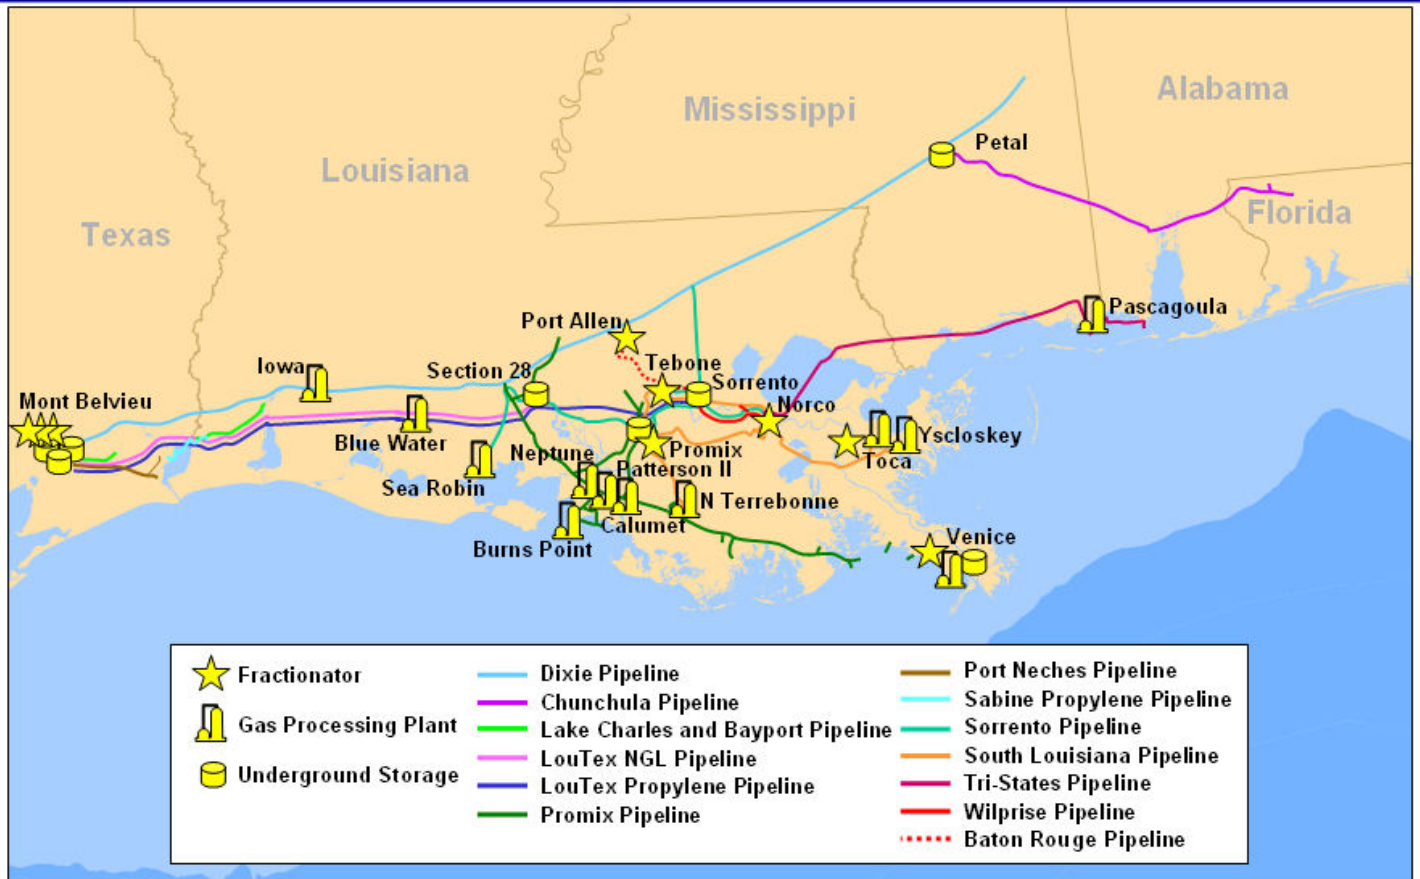 Alabama
Mississippi
Petal
Louisiana
Florida
Texas
Pascagoula
Port Allen
Tebone
Iowa
Section 28
Sorrento
Mont Belvieu
Norco
Blue Water
Yscloskey
Neptune
Promix
Toca
Patterson II
Sea Robin
N Terrebonne
Calumet
Venice
Burns Point
Fractionator
Gas Processing Plant
Underground Storage
Dixie Pipeline
Chunchula Pipeline
Lake Charles and Bayport Pipeline
LouTex NGL Pipeline
LouTex Propylene Pipeline
Promix Pipeline
Port Neches Pipeline
Sabine Propylene Pipeline
Sorrento Pipeline
South Louisiana Pipeline
Tri-States Pipeline
Wilprise Pipeline
Baton Rouge Pipeline